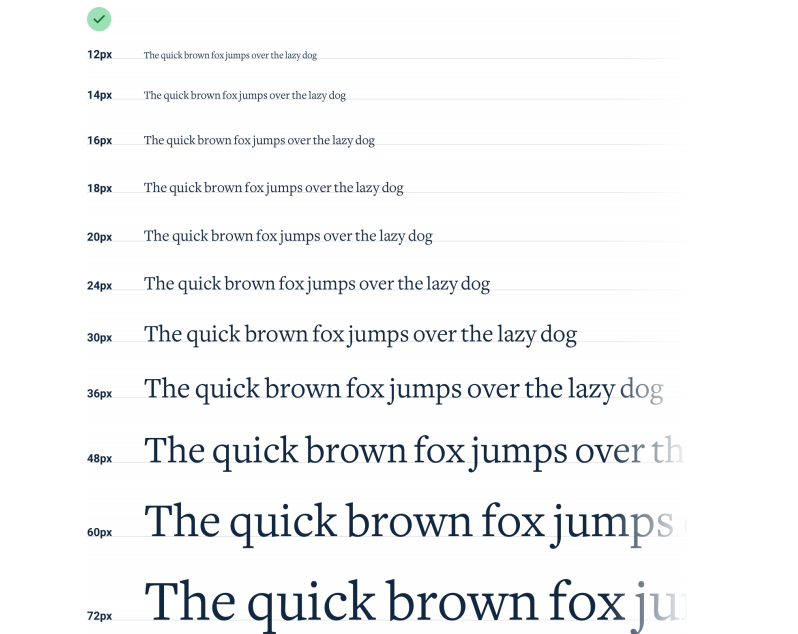 12px The quick brown fox jumps over the lazy dog
14px The quick brown fox jumps over the lazy dog
16px The quick brown fox jumps over the lazy dog
18px The quick brown fox jumps over the lazy dog
20px The quick brown fox jumps over the lazy dog
24px The quick brown fox jumps over the lazy dog
30px The quick brown fox jumps over the lazy dog
36px The quick brown fox jumps over the lazy dog
48px The quick brown fox jumps over th
60px The quick brown fox jumps
72px The quick brown fox ju